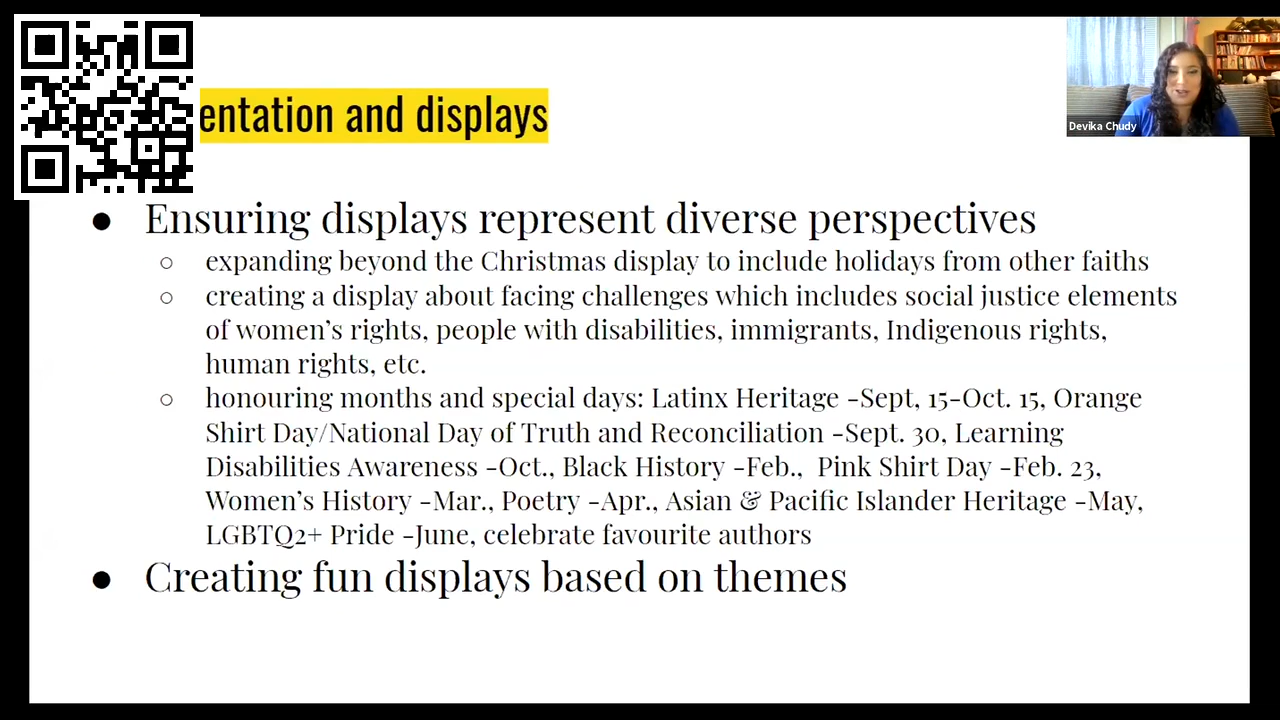 entation and displays
Devika Chudy
● Ensuring displays represent diverse perspectives
○ expanding beyond the Christmas display to include holidays from other faiths
○ creating a display about facing challenges which includes social justice elements
of women’s rights, people with disabilities, immigrants, Indigenous rights,
human rights, etc.
○ honouring months and special days: Latinx Heritage -Sept, 15-Oct. 15, Orange
Shirt Day/National Day of Truth and Reconciliation -Sept. 30, Learning
Disabilities Awareness -Oct., Black History -Feb., Pink Shirt Day -Feb. 23,
Women’s History -Mar., Poetry -Apr., Asian & Pacific Islander Heritage -May,
LGBTQ2+ Pride -June, celebrate favourite authors
● Creating fun displays based on themes